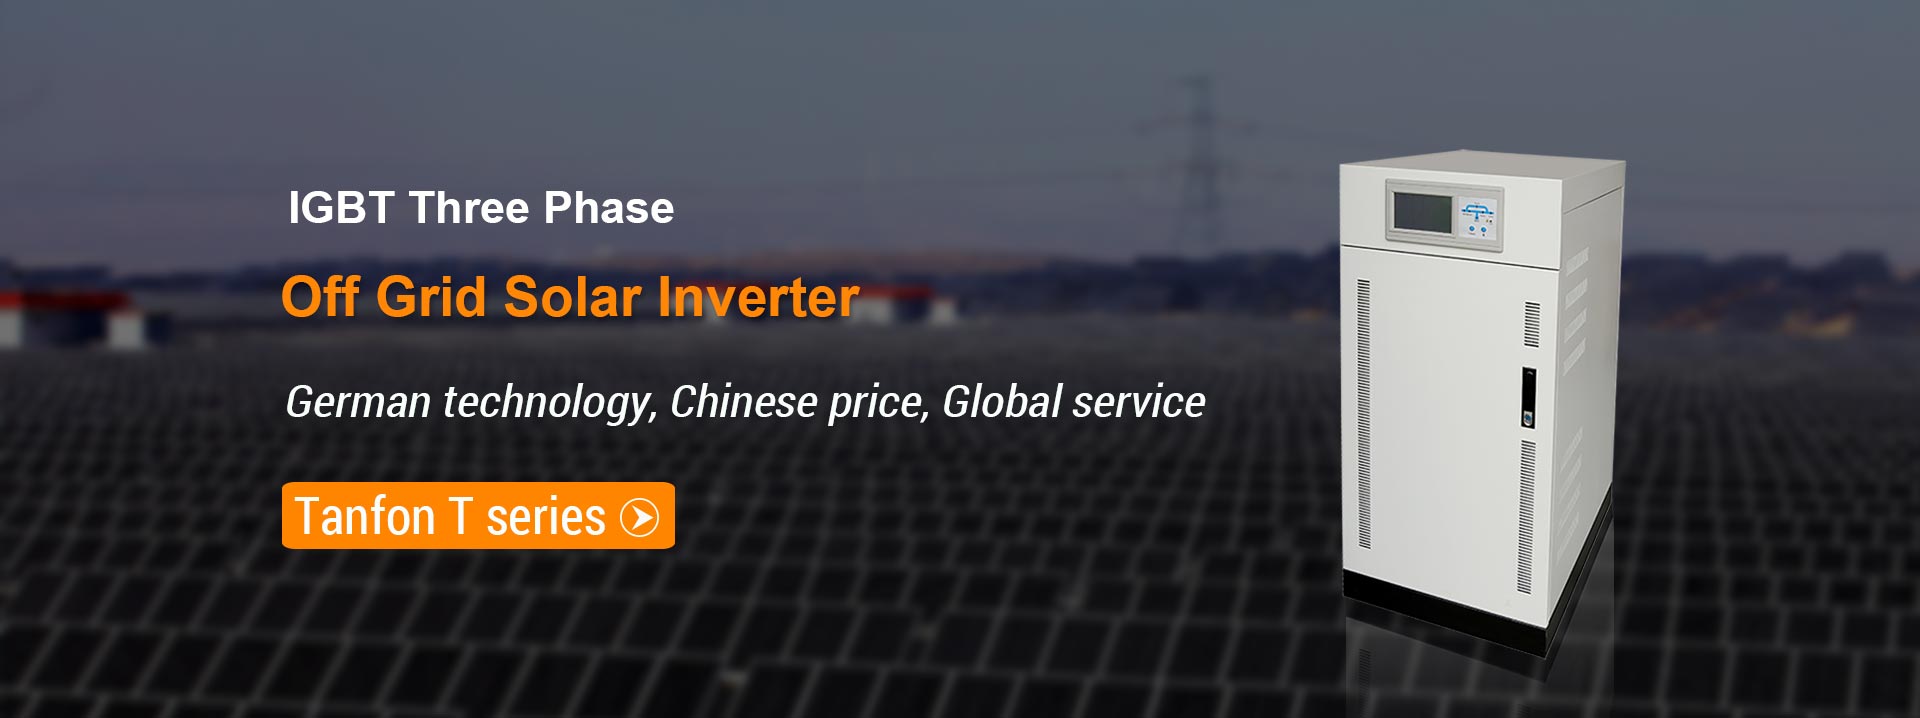 IGBT Three Phase
Off Grid Solar Inverter
German technology, Chinese price, Global service
Tanfon T series